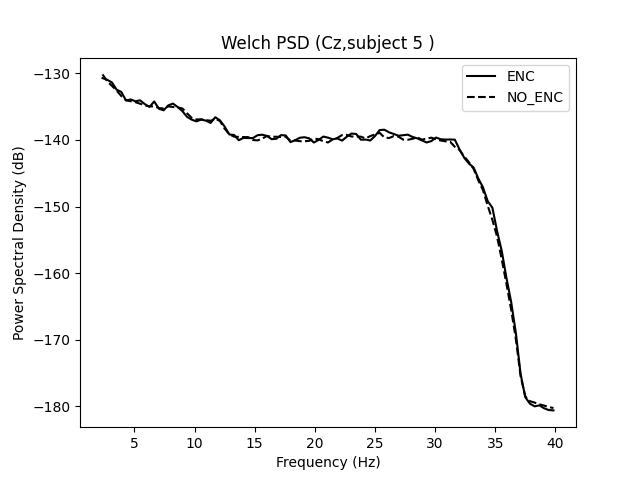 Welch PSD (Cz,subject 5 )
ENC
NO_ENC
Power Spectral Density (dB)
−130
−140
−150
−160
−170
−180
5 10 15 20 25 30 35 40
Frequency (Hz)